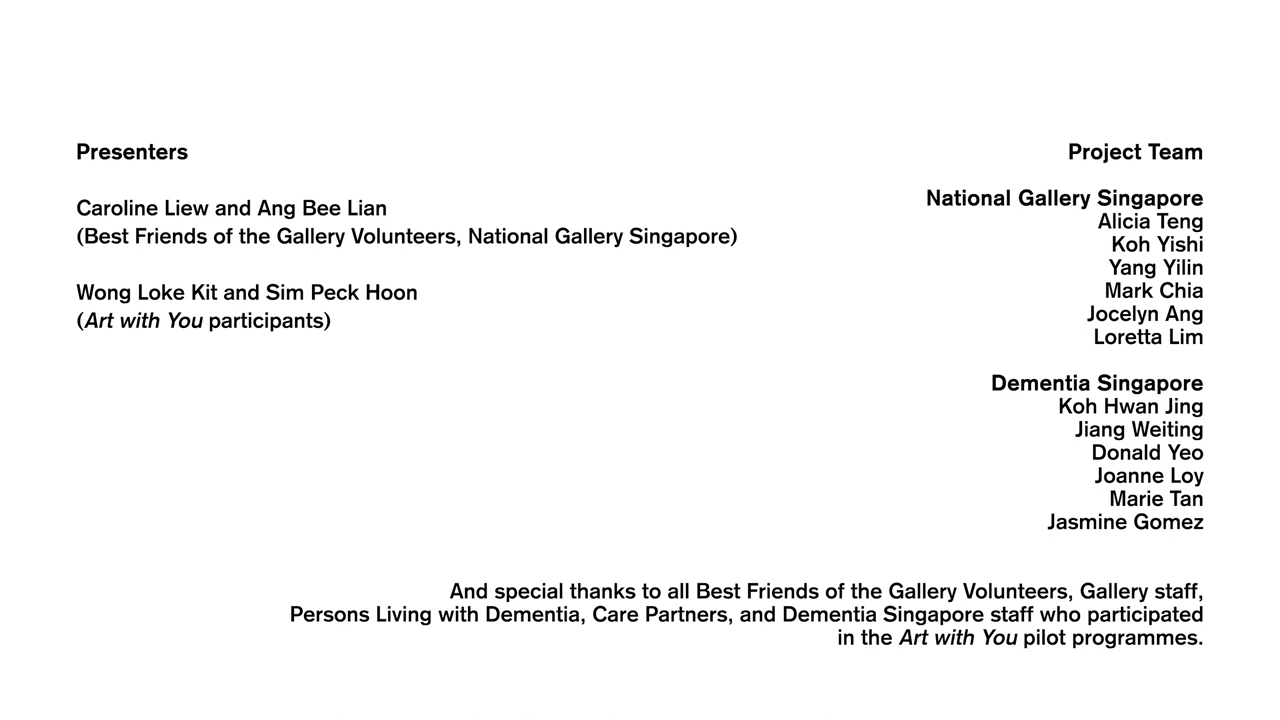 Presenters
Caroline Liew and Ang Bee Lian
(Best Friends of the Gallery Volunteers, National Gallery Singapore)
Wong Loke Kit and Sim Peck Hoon
(Art with You participants)
Project Team
National Gallery Singapore
Alicia Teng
Koh Yishi
Yang Yilin
Mark Chia
Jocelyn Ang
Loretta Lim
Dementia Singapore
Koh Hwan Jing
Jiang Weiting
Donald Yeo
Joanne Loy
Marie Tan
Jasmine Gomez
And special thanks to all Best Friends of the Gallery Volunteers, Gallery staff,
Persons Living with Dementia, Care Partners, and Dementia Singapore staff who participated
in the Art with You pilot programmes.